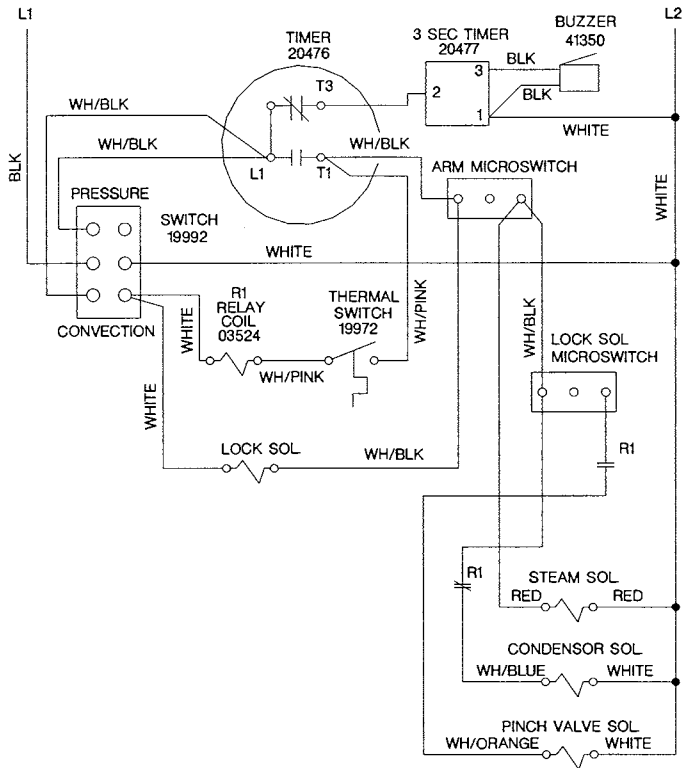 L1
L2
TIMER
20476
3 SEC TIMER
20477
BUZZER
41350
BLK
BLK
3
2
1
T3
WH/BLK
WH/BLK
WH/BLK
WHITE
L1
T1
ARM MICROSWITCH
BLK
PRESSURE
SWITCH
19992
WHITE
WHITE
CONVECTION
WHITE
R1
RELAY
COIL
03524
THERMAL
SWITCH
19972
WH/PINK
WH/PINK
WH/BLK
LOCK SOL
MICROSWITCH
WHITE
LOCK SOL.
WH/BLK
R1
R1
STEAM SOL.
RED
RED
CONDENSOR SOL.
WH/BLUE
WHITE
PINCH VALVE SOL.
WH/ORANGE
WHITE